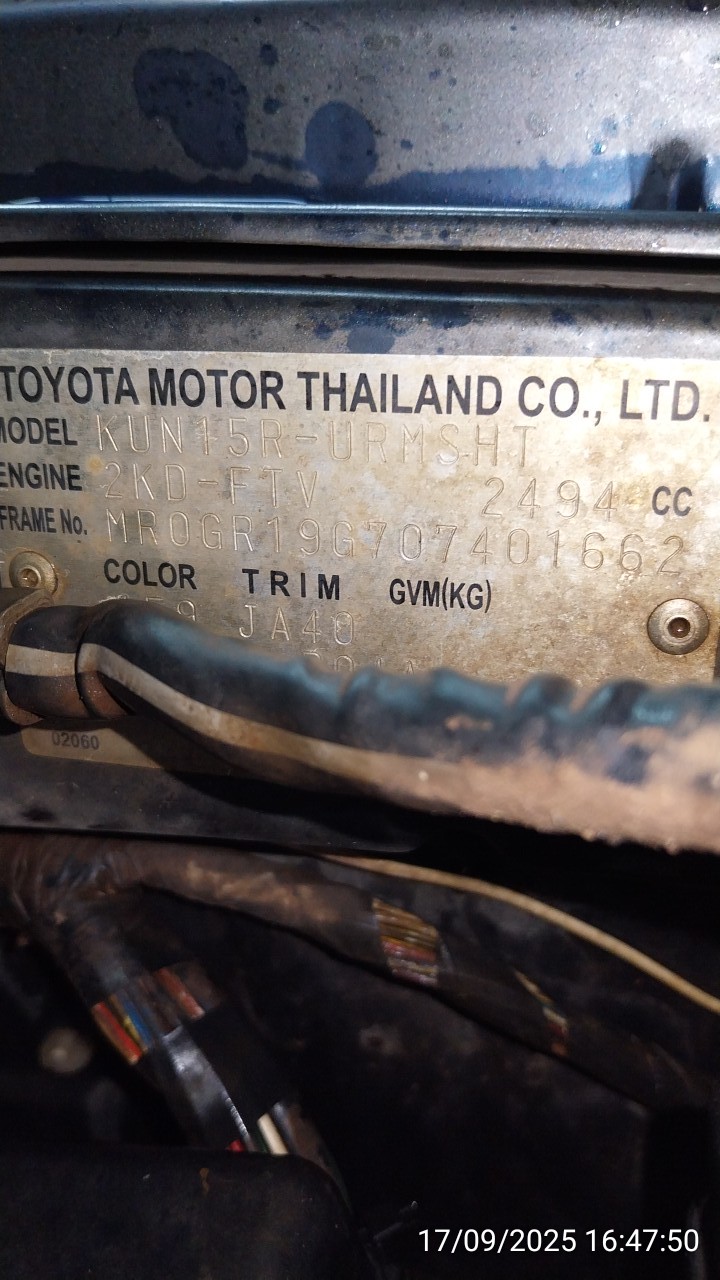 TOYOTA MOTOR THAILAND CO., LTD.
MODEL KUN15R-URMSHT
ENGINE 2KD-FTV 2494 CC
FRAME No. MR0GR19G707401662
COLOR TRIM GVM(KG)
JA40
02060
17/09/2025 16:47:50